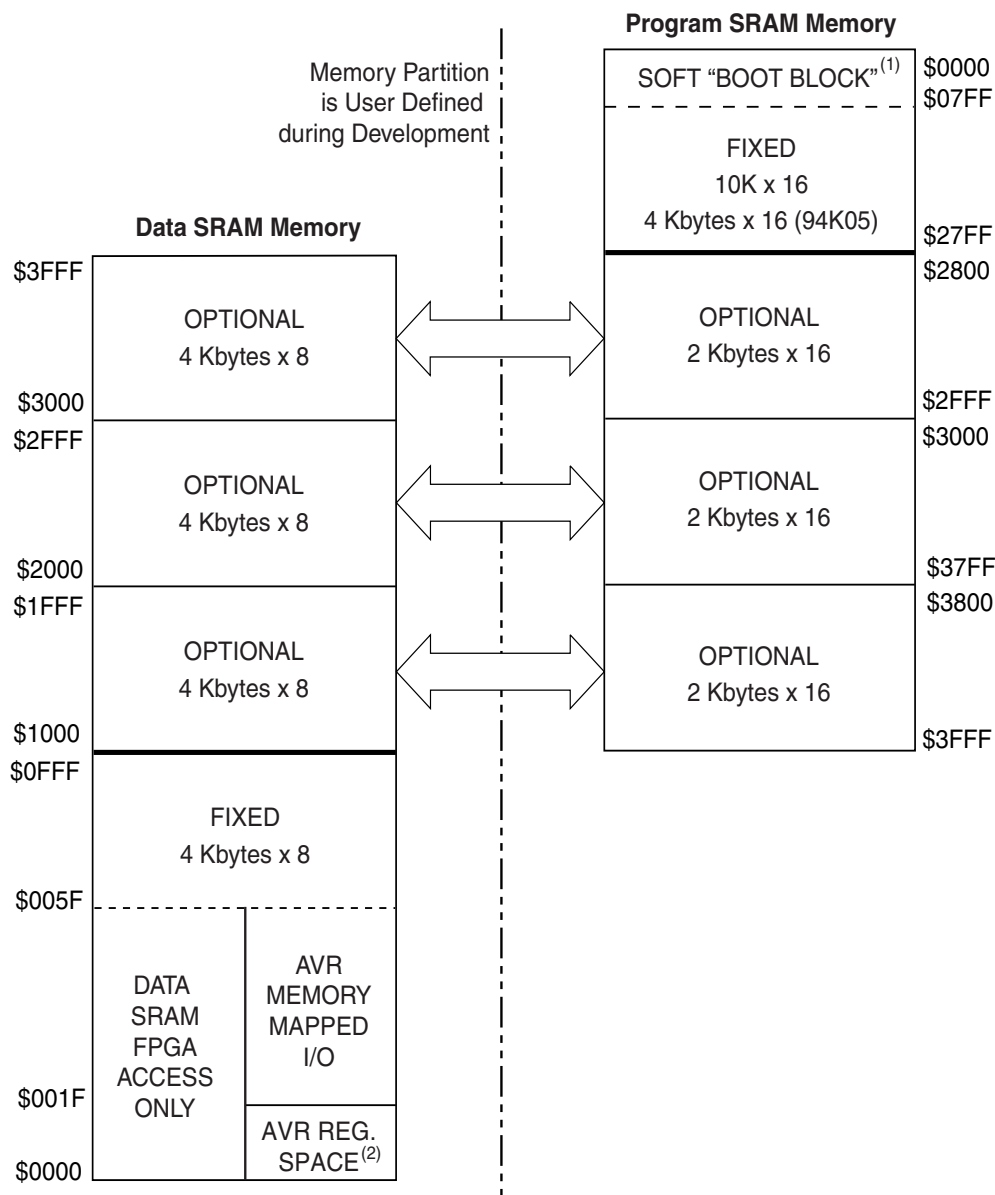 Program SRAM Memory
Memory Partition
is User Defined
during Development
SOFT “BOOT BLOCK”(1)
$0000
$07FF
FIXED
10K x 16
4 Kbytes x 16 (94K05)
$27FF
Data SRAM Memory
$3FFF
OPTIONAL
4 Kbytes x 8
$3000
$2800
OPTIONAL
2 Kbytes x 16
$2FFF
$2FFF
OPTIONAL
4 Kbytes x 8
$2000
$3000
OPTIONAL
2 Kbytes x 16
$37FF
$1FFF
OPTIONAL
4 Kbytes x 8
$1000
$3800
OPTIONAL
2 Kbytes x 16
$3FFF
$0FFF
FIXED
4 Kbytes x 8
$005F
DATA
SRAM
FPGA
ACCESS
ONLY
AVR
MEMORY
MAPPED
I/O
$001F
AVR REG.
SPACE(2)
$0000